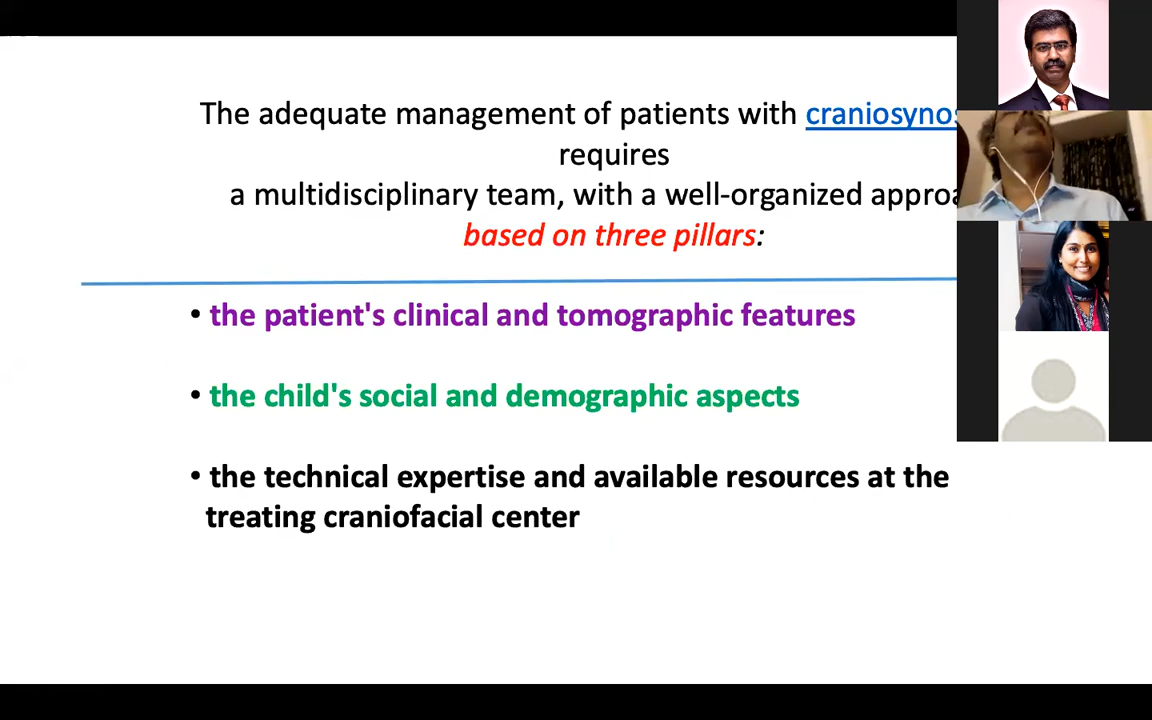 The adequate management of patients with
requires
a multidisciplinary team, with a well-organized
based on three pillars:
• the patient's clinical and tomographic features
• the child's social and demographic aspects
• the technical expertise and available resources at the
treating craniofacial center